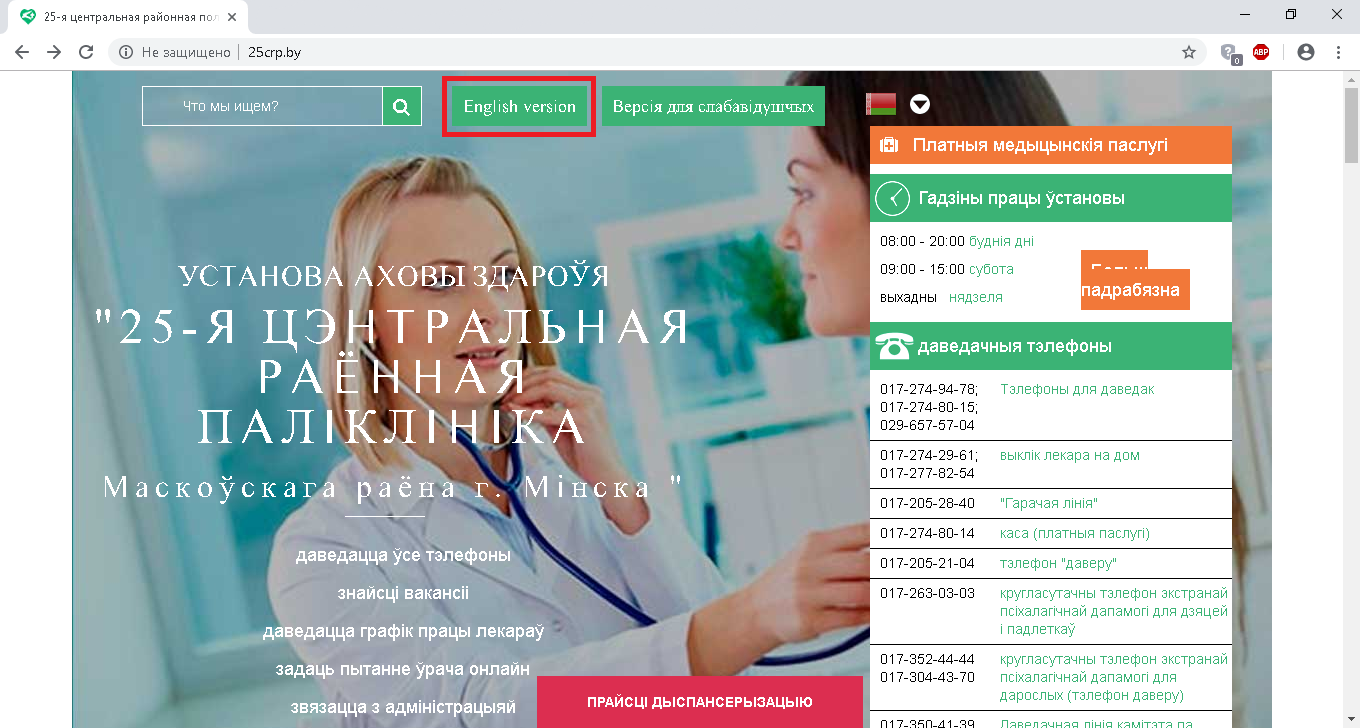 25-я центральная районная пол
Не защищено
25crp.by
ABP
0
Что мы ищем?
English version
Версія для слабавідушчых
УСТАНОВА АХОВЫ ЗДАРОЎЯ
"25-Я ЦЭНТРАЛЬНАЯ
РАЁННАЯ
ПАЛІКЛІНІКА
Маскоўскага раёна г. Мінска "
даведацца ўсе тэлефоны
знайсці вакансіі
даведацца графік працы лекараў
задаць пытанне ўрача онлайн
звязацца з адміністрацыяй
ПРАЙСЦІ ДЫСПАНСЕРЫЗАЦЫЮ
Платныя медыцынскія паслугі
Гадзіны працы ўстановы
08:00 - 20:00 будня дні
09:00 - 15:00 субота
выхадны нядзеля
падрабязна
даведачныя тэлефоны
017-274-94-78; Тэлефоны для даведак
017-274-80-15;
029-657-57-04
017-274-29-61; выклік лекара на дом
017-277-82-54
017-205-28-40 "Гарачая лінія"
017-274-80-14 каса (платныя паслугі)
017-205-21-04 тэлефон "даверу"
017-263-03-03 кругласутачны тэлефон экстранай
псіхалагічнай дапамогі для дзяцей
і падлеткаў
017-352-44-44 кругласутачны тэлефон экстранай
017-304-43-70 псіхалагічнай дапамогі для
дарослых (тэлефон даверу)
017-350-41-39 Даведачная лінія камітэта па